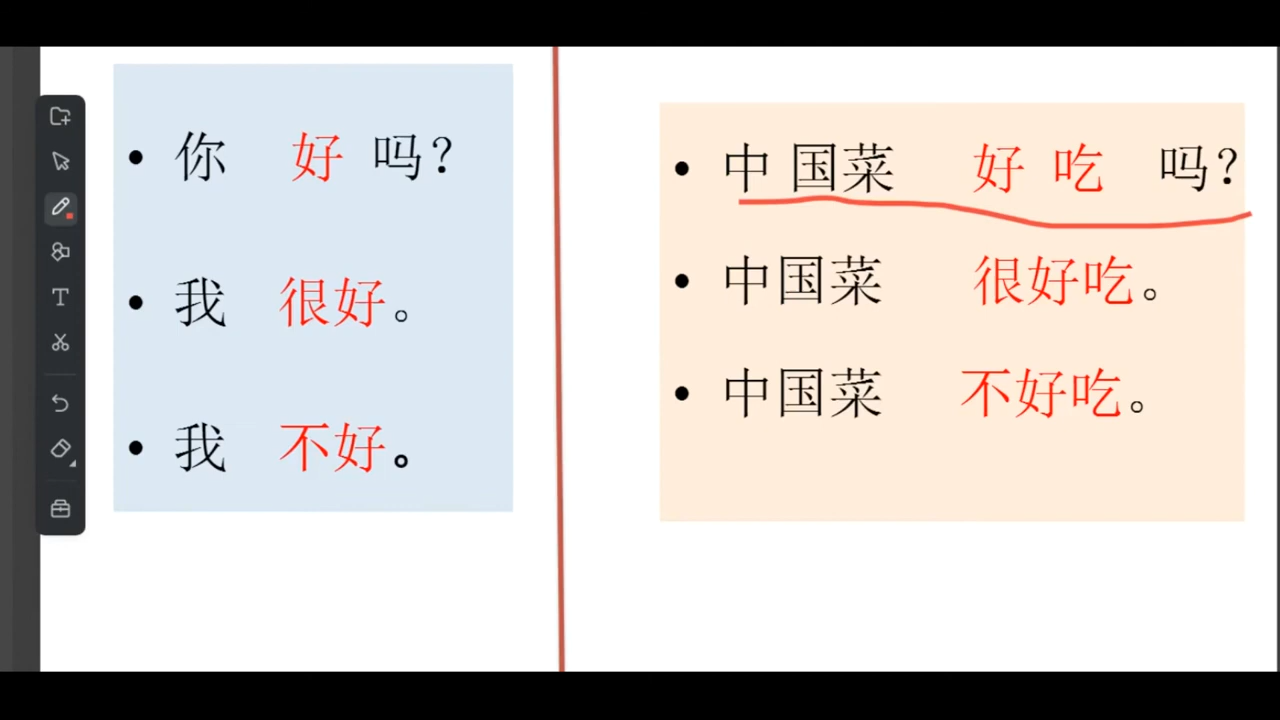 • 你 好 吗？
• 我 很好。
• 我 不好。
• 中 国菜 好 吃 吗？
• 中国菜 很好吃。
• 中国菜 不好吃。